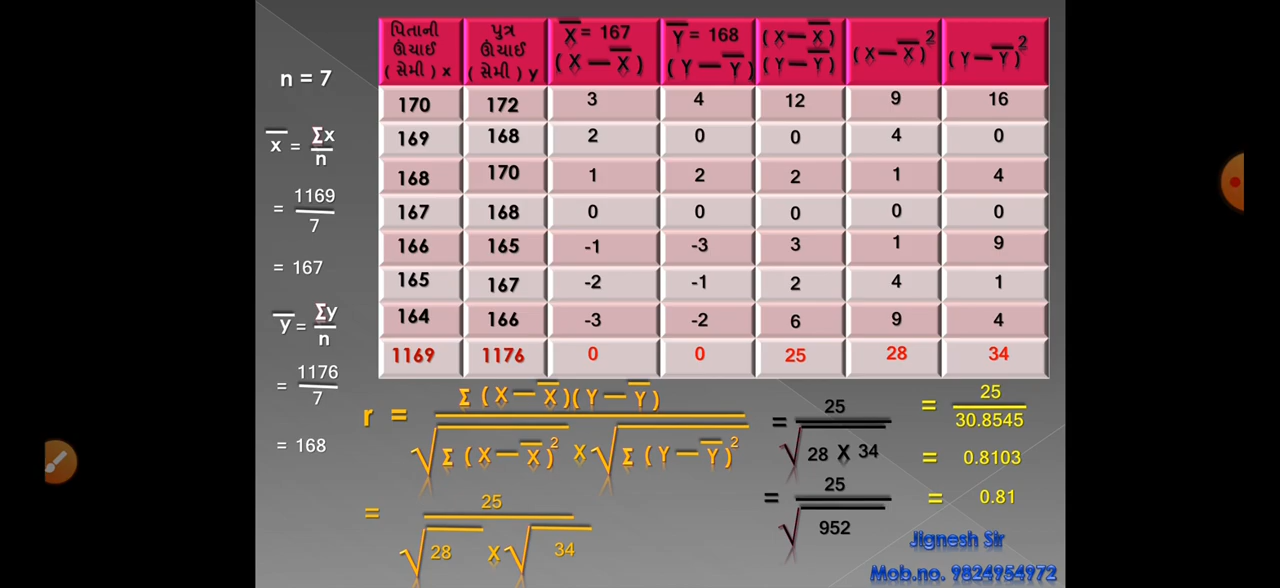 પિતાની ઊંચાઈ ( સેમી ) x | પુત્ર ઊંચાઈ ( સેમી ) y | X̅ = 167 ( X — X̅ ) | Y̅ = 168 ( Y — Y̅ ) | ( X — X̅ ) ( Y — Y̅ ) | ( X — X̅ )² | ( Y — Y̅ )²
170 172 3 4 12 9 16
169 168 2 0 0 4 0
168 170 1 2 2 1 4
167 168 0 0 0 0 0
166 165 -1 -3 3 1 9
165 167 -2 -1 2 4 1
164 166 -3 -2 6 9 4
1169 1176 0 0 25 28 34
n = 7
x̅ = Σx / n
= 1169 / 7
= 167
y̅ = Σy / n
= 1176 / 7
= 168
r = Σ ( X — X̅ )( Y — Y̅ ) / √Σ ( X — X̅ )² X √Σ ( Y — Y̅ )²
= 25 / √28 X √34
= 25 / √28 X 34
= 25 / √952
= 25 / 30.8545
= 0.8103
= 0.81
Jignesh Sir
Mob.no. 9824954972